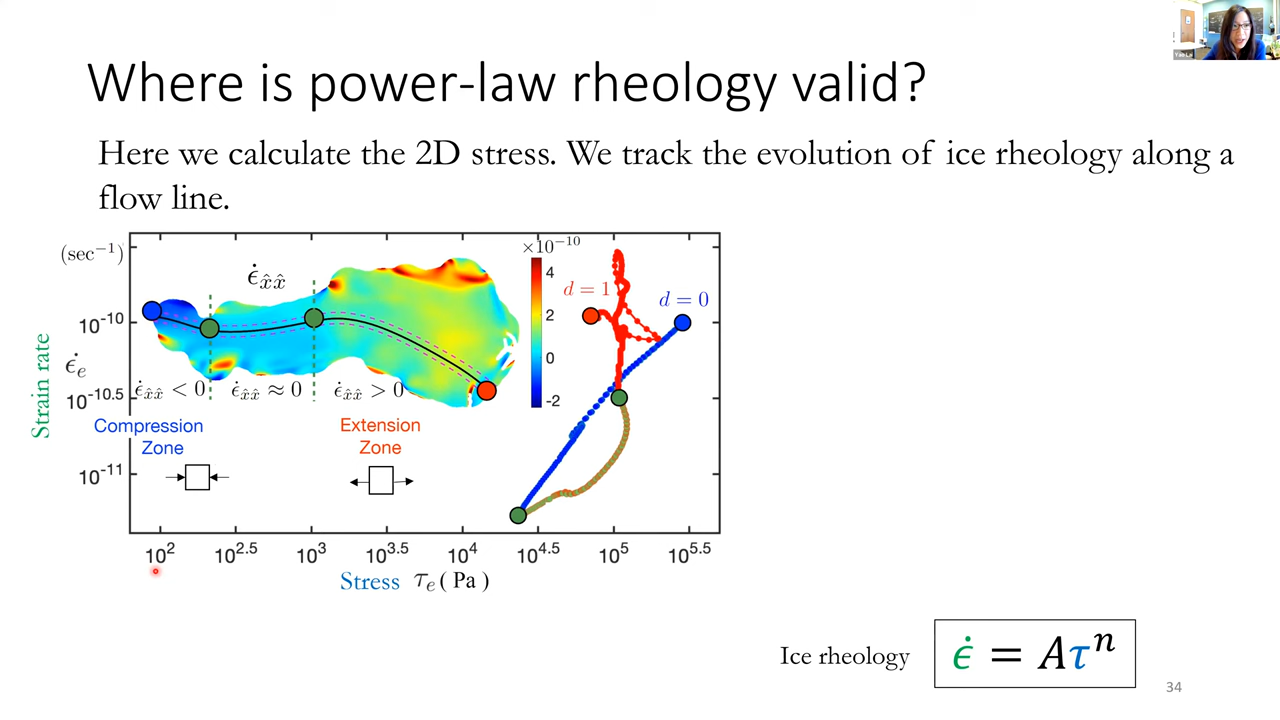 Where is power-law rheology valid?
Here we calculate the 2D stress. We track the evolution of ice rheology along a
flow line.
(sec⁻¹)
10⁻¹⁰
10⁻¹⁰·⁵
10⁻¹¹
Strain rate
ϵ̇ₑ
ϵ̇x̂x̂
ϵ̇x̂x̂ < 0
ϵ̇x̂x̂ ≈ 0
ϵ̇x̂x̂ > 0
Compression
Zone
Extension
Zone
×10⁻¹⁰
4
2
0
-2
d = 1
d = 0
10²
10²·⁵
10³
10³·⁵
10⁴
10⁴·⁵
10⁵
10⁵·⁵
Stress τₑ ( Pa )
Ice rheology
ϵ̇ = Aτⁿ
34